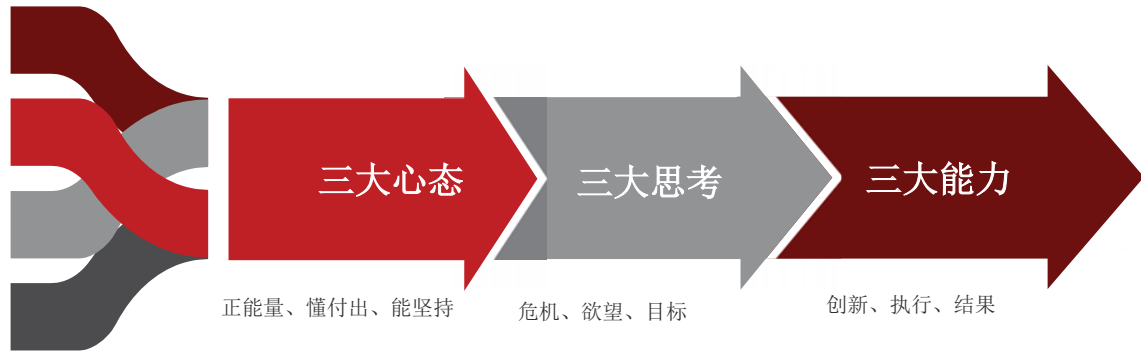 三大心态
三大思考
三大能力
正能量、懂付出、能坚持
危机、欲望、目标
创新、执行、结果